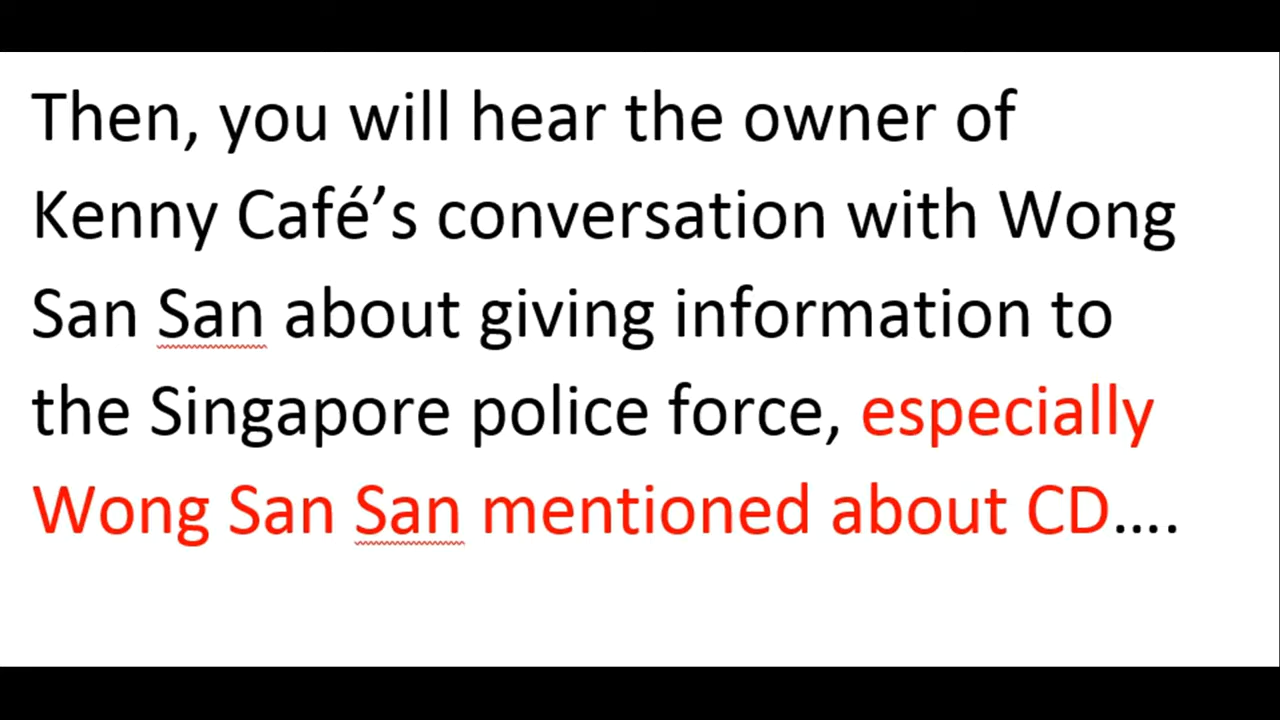 Then, you will hear the owner of
Kenny Café’s conversation with Wong
San San about giving information to
the Singapore police force, especially
Wong San San mentioned about CD....